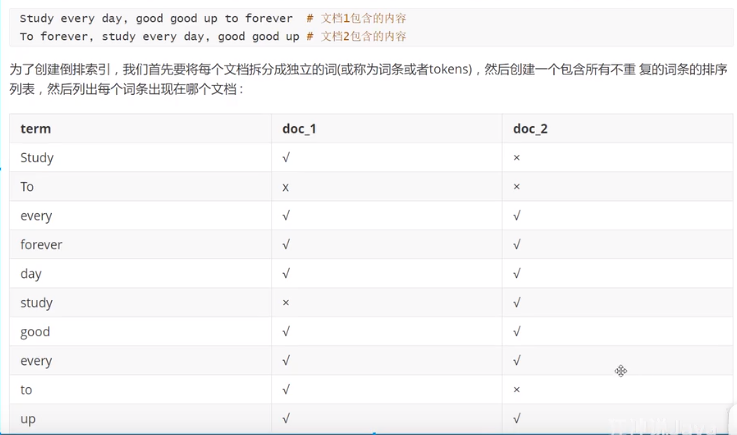 Study every day, good good up to forever  # 文档1包含的内容
To forever, study every day, good good up # 文档2包含的内容
为了创建倒排索引，我们首先要将每个文档拆分成独立的词(或称为词条或者tokens)，然后创建一个包含所有不重 复的词条的排序
列表，然后列出每个词条出现在哪个文档：
term doc_1 doc_2
Study √ ×
To x ×
every √ √
forever √ √
day √ √
study × √
good √ √
every √ √
to √ ×
up √ √